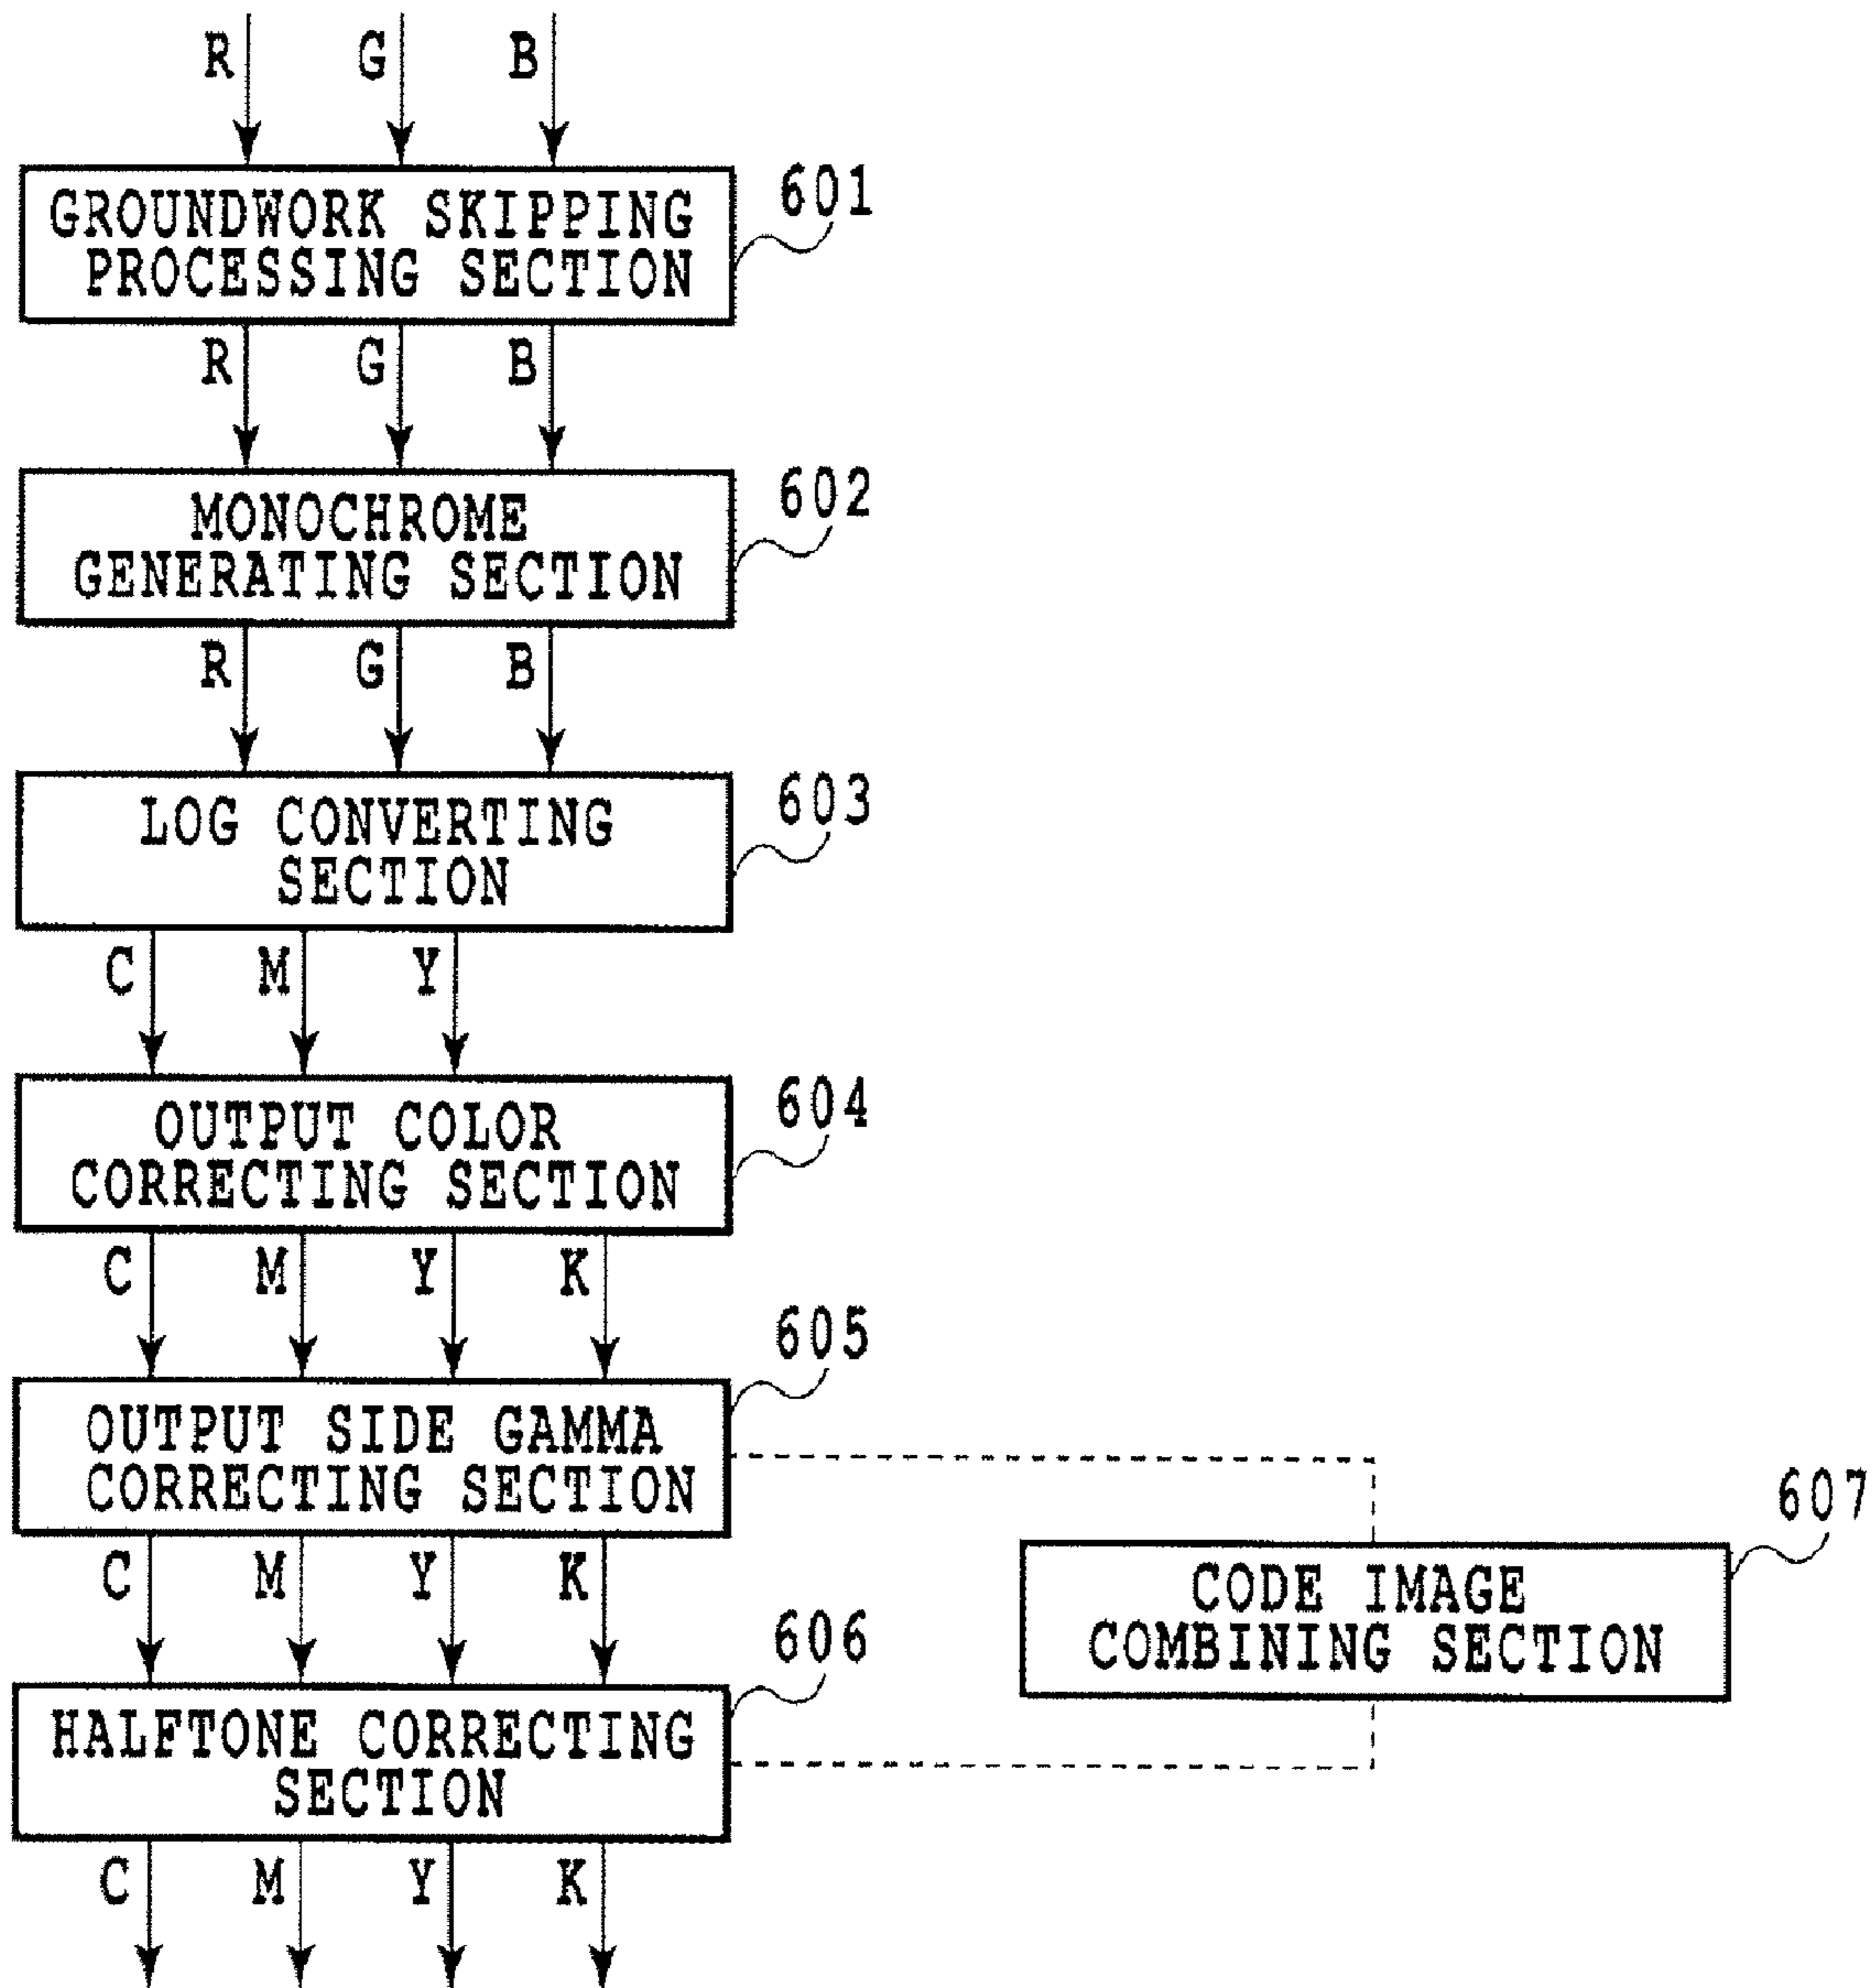 R G B
GROUNDWORK SKIPPING
PROCESSING SECTION
601
R G B
MONOCHROME
GENERATING SECTION
602
R G B
LOG CONVERTING
SECTION
603
C M Y
OUTPUT COLOR
CORRECTING SECTION
604
C M Y K
OUTPUT SIDE GAMMA
CORRECTING SECTION
605
C M Y K
CODE IMAGE
COMBINING SECTION
607
HALFTONE CORRECTING
SECTION
606
C M Y K